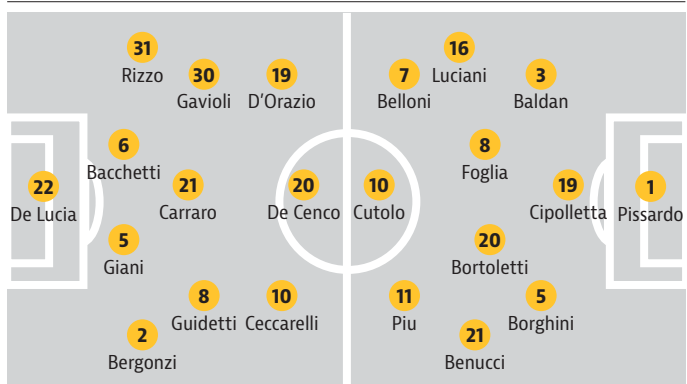 31
Rizzo
30
Gavioli
19
D'Orazio
6
Bacchetti
22
De Lucia
21
Carraro
20
De Cenco
5
Giani
8
Guidetti
10
Ceccarelli
2
Bergonzi
16
Luciani
7
Belloni
3
Baldan
8
Foglia
10
Cutolo
19
Cipolletta
1
Pissardo
20
Bortoletti
11
Piu
5
Borghini
21
Benucci